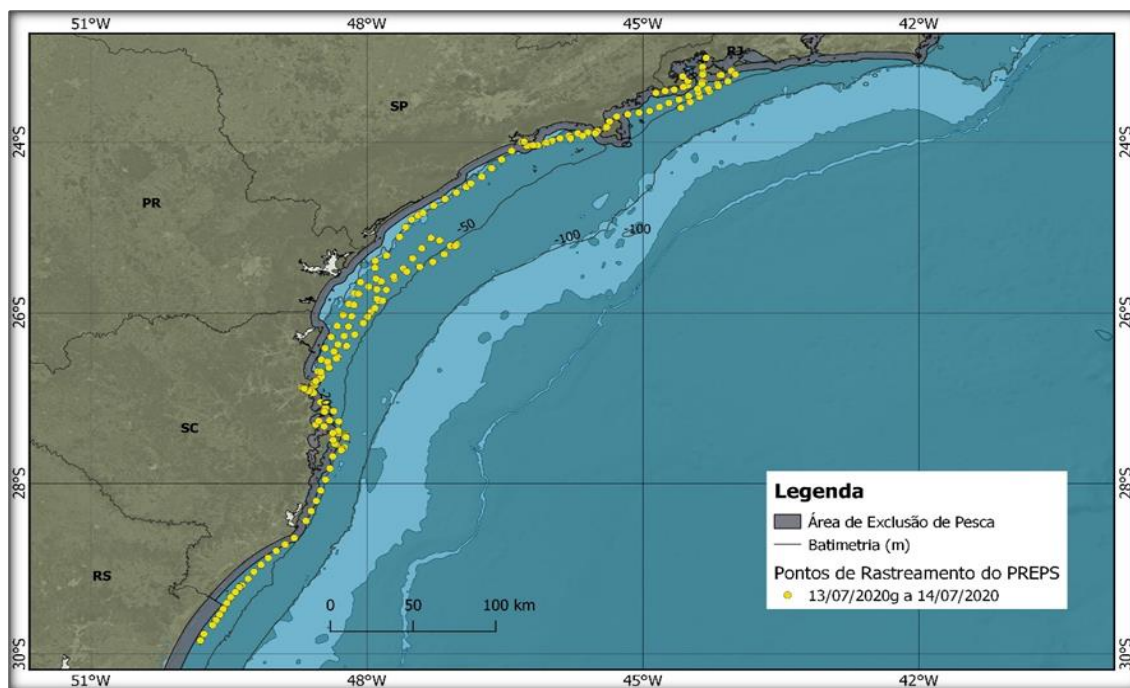 51°W 48°W 45°W 42°W
RJ
SP
24°S 24°S
PR
-50
-100 -100
26°S 26°S
SC
28°S 28°S
Legenda
Área de Exclusão de Pesca
Batimetria (m)
RS
Pontos de Rastreamento do PREPS
13/07/2020g a 14/07/2020
0 50 100 km
30°S 30°S
51°W 48°W 45°W 42°W